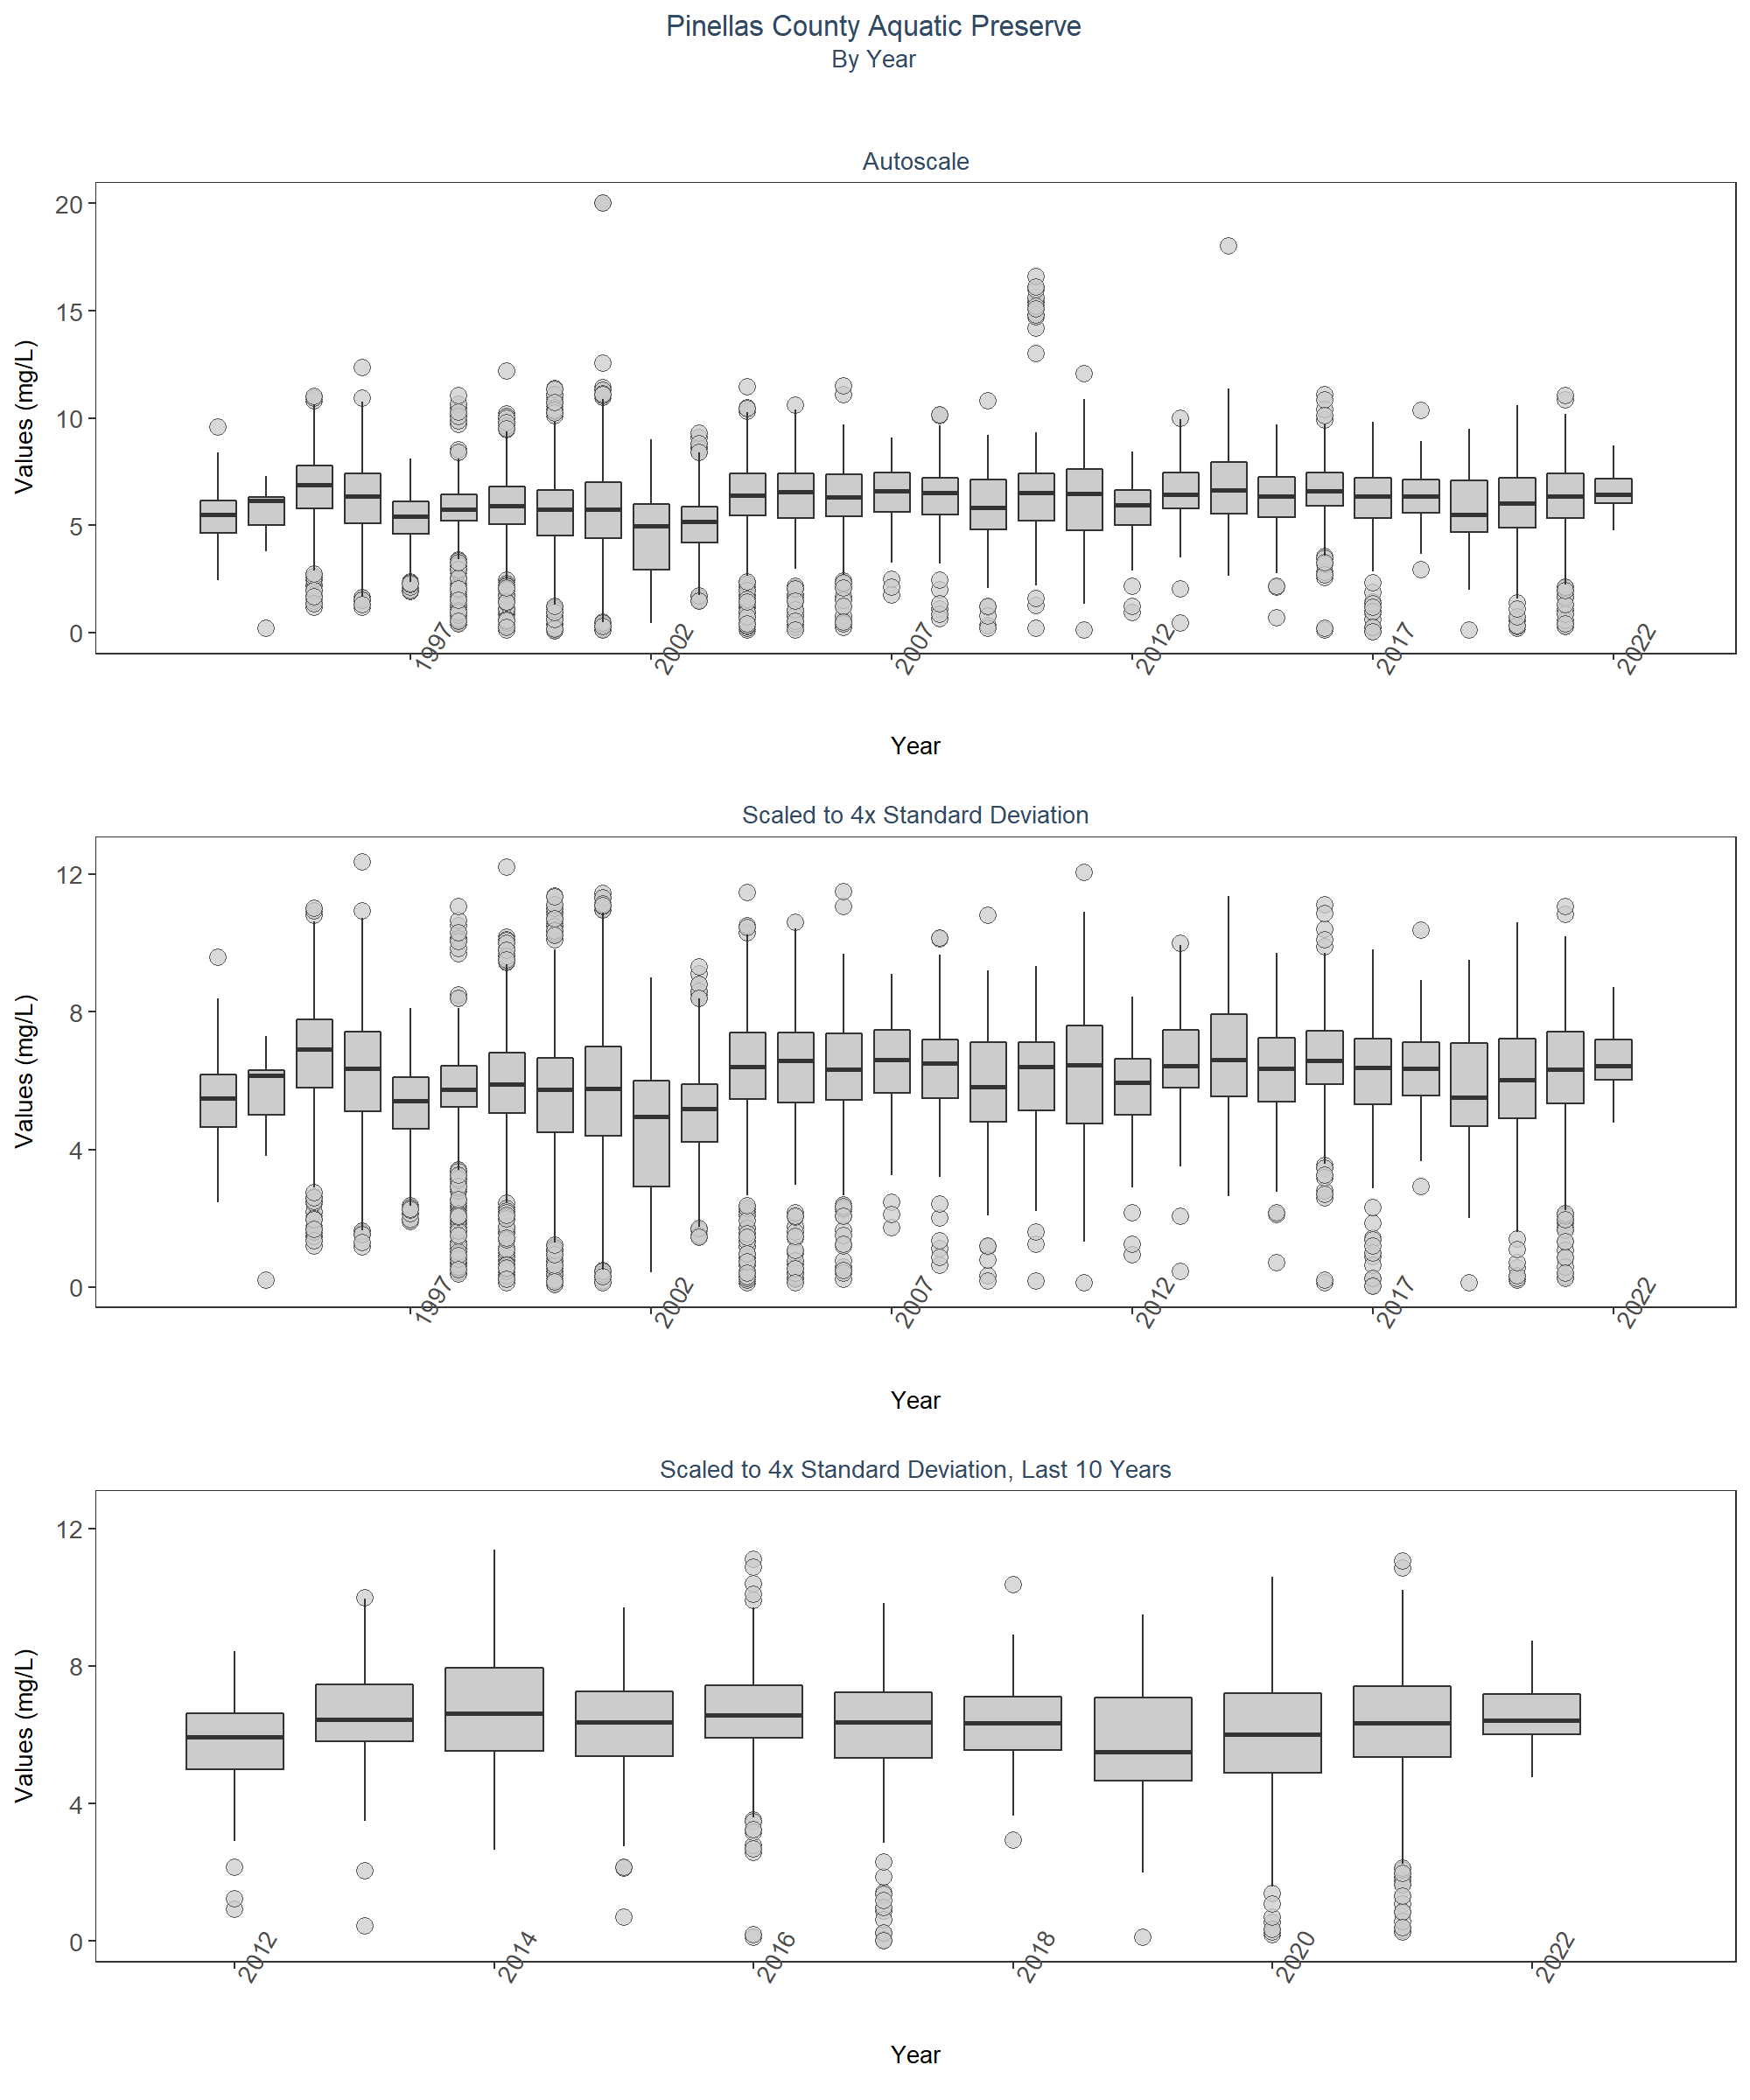 Pinellas County Aquatic Preserve
By Year
Autoscale
Values (mg/L)
20
15
10
5
0
1997
2002
2007
2012
2017
2022
Year
Scaled to 4x Standard Deviation
Values (mg/L)
12
8
4
0
1997
2002
2007
2012
2017
2022
Year
Scaled to 4x Standard Deviation, Last 10 Years
Values (mg/L)
12
8
4
0
2012
2014
2016
2018
2020
2022
Year